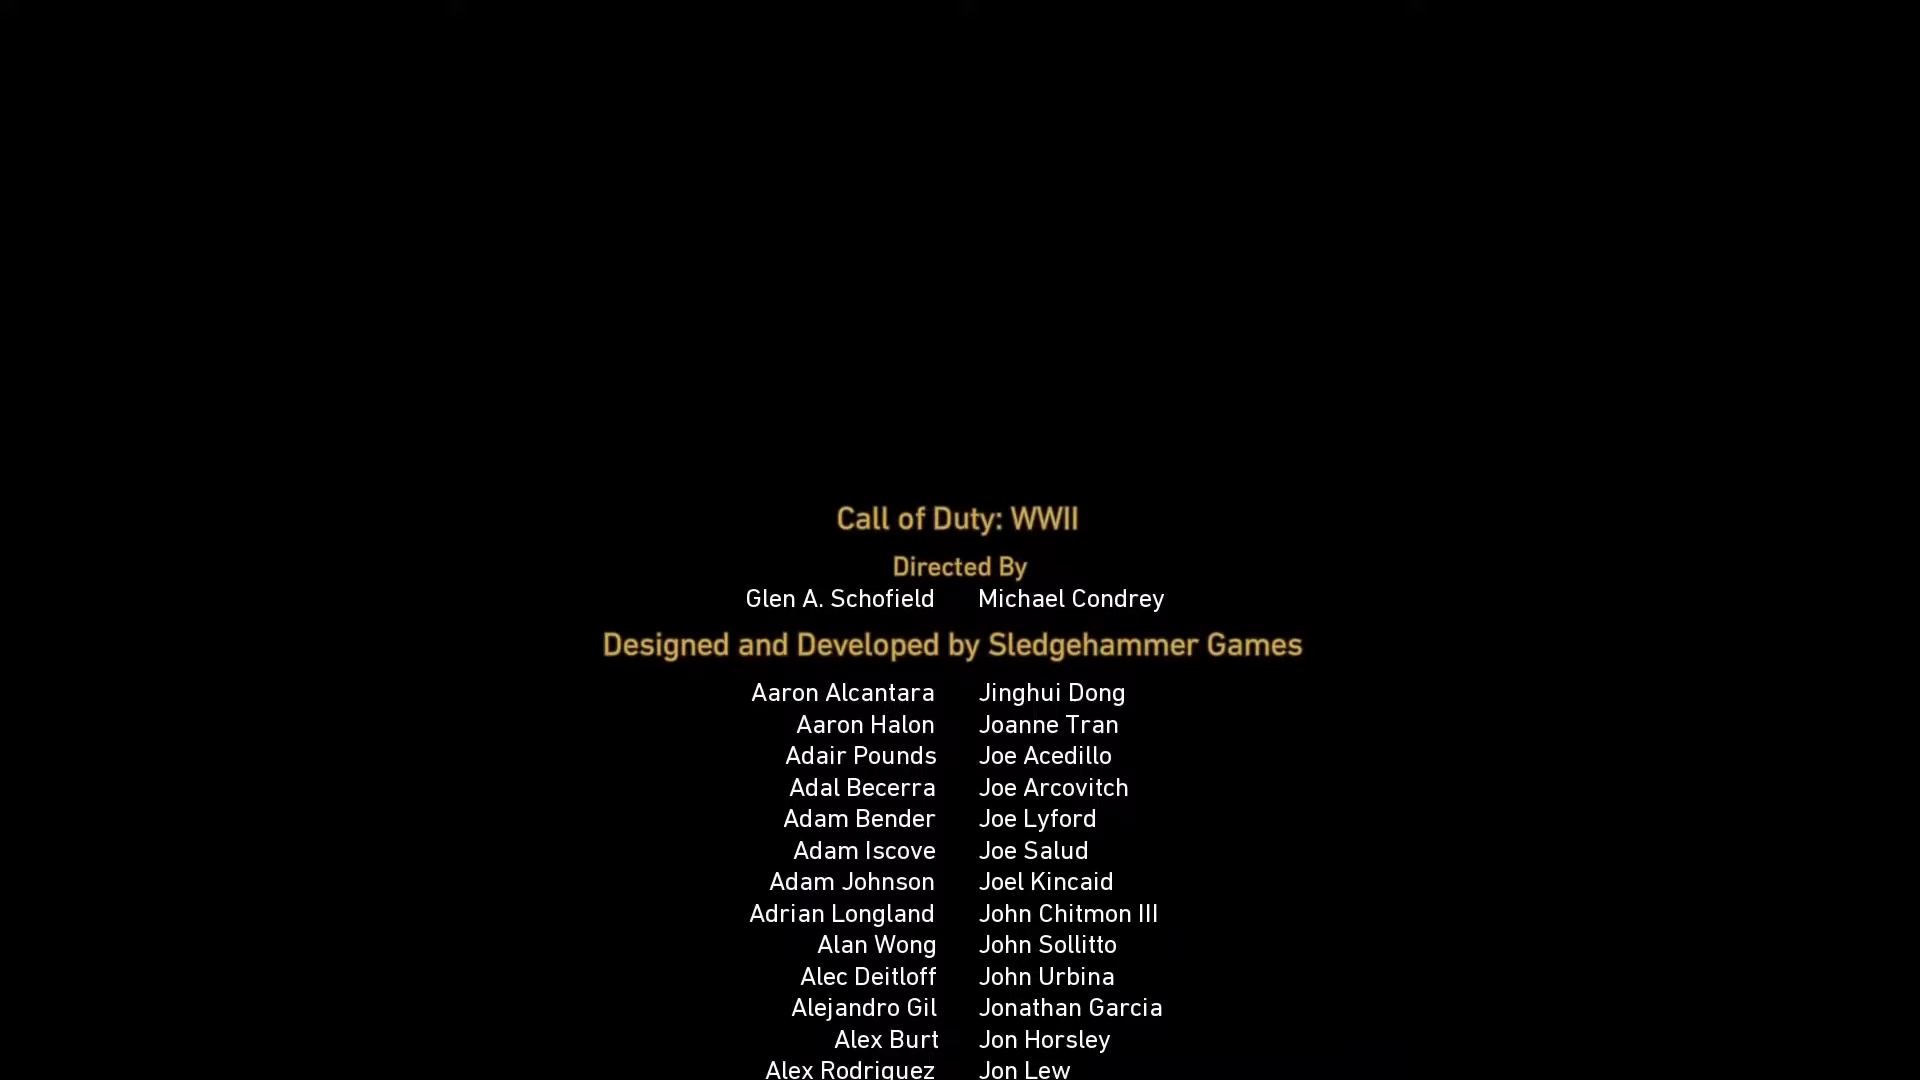 Call of Duty: WWII
Directed By
Glen A. Schofield Michael Condrey
Designed and Developed by Sledgehammer Games
Aaron Alcantara Jinghui Dong
Aaron Halon Joanne Tran
Adair Pounds Joe Acedillo
Adal Becerra Joe Arcovitch
Adam Bender Joe Lyford
Adam Iscove Joe Salud
Adam Johnson Joel Kincaid
Adrian Longland John Chitmon III
Alan Wong John Sollitto
Alec Deitloff John Urbina
Alejandro Gil Jonathan Garcia
Alex Burt Jon Horsley
Alex Rodriguez Jon Lew